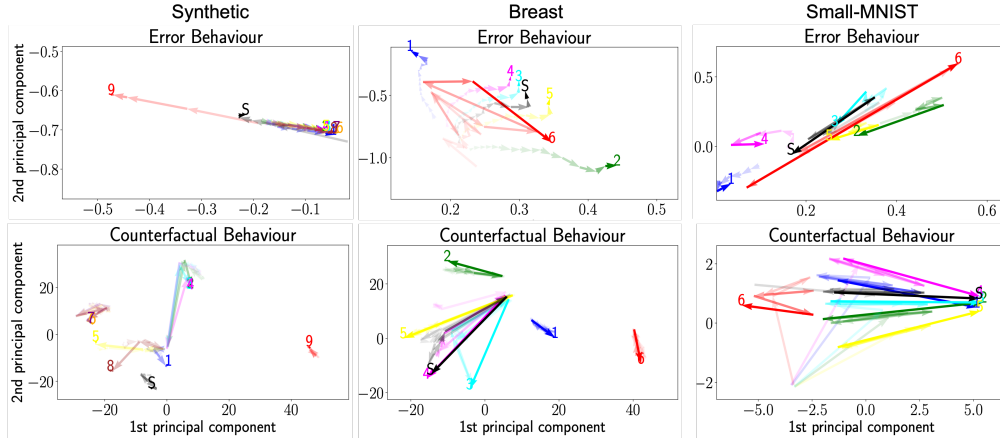 Synthetic Breast Small-MNIST
Error Behaviour Error Behaviour Error Behaviour
2nd principal component
−0.5
−0.6
−0.7
−0.8
−0.5 −0.4 −0.3 −0.2 −0.1
9
S
−0.5
−1.0
0.2 0.3 0.4 0.5
1
4
3
5
S
6
2
0.5
0.0
0.2 0.4 0.6
6
3
4
2
S
1
Counterfactual Behaviour Counterfactual Behaviour Counterfactual Behaviour
2nd principal component
20
0
−20
−20 0 20 40
7
5
8
1
S
9
20
0
−20
−20 0 20 40 60
2
5
1
S
4
3
6
2
0
−2
−5.0 −2.5 0.0 2.5 5.0
6
S
2
1st principal component 1st principal component 1st principal component